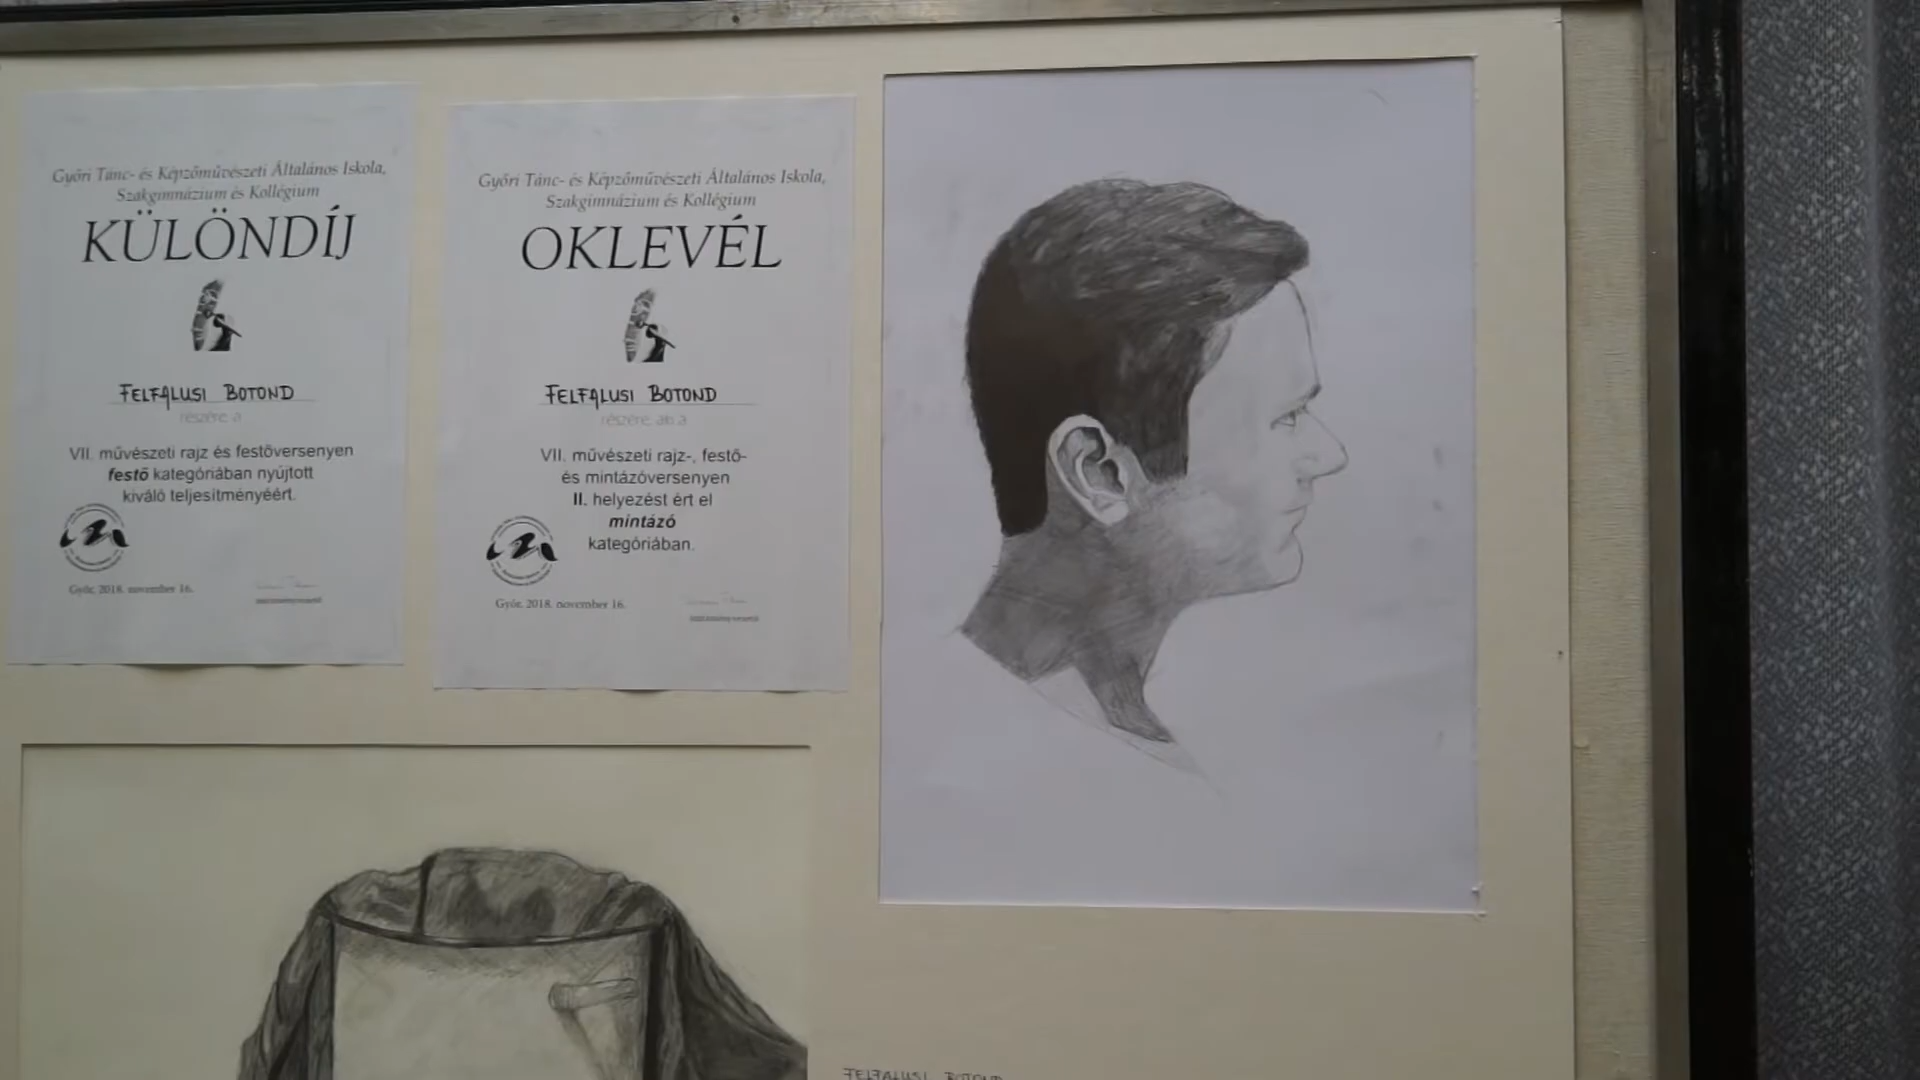 Győri Tánc- és Képzőművészeti Általános Iskola,
Szakgimnázium és Kollégium
KÜLÖNDÍJ
FELFALUSI BOTOND
részére a
VII. művészeti rajz és festőversenyen
festő kategóriában nyújtott
kiváló teljesítményéért.
Győr, 2018. november 16.
Győri Tánc- és Képzőművészeti Általános Iskola,
Szakgimnázium és Kollégium
OKLEVÉL
FELFALUSI BOTOND
részére, aki a
VII. művészeti rajz-, festő-
és mintázóversenyen
II. helyezést ért el
mintázó
kategóriában.
Győr, 2018. november 16.
FELFALUSI BOTOND